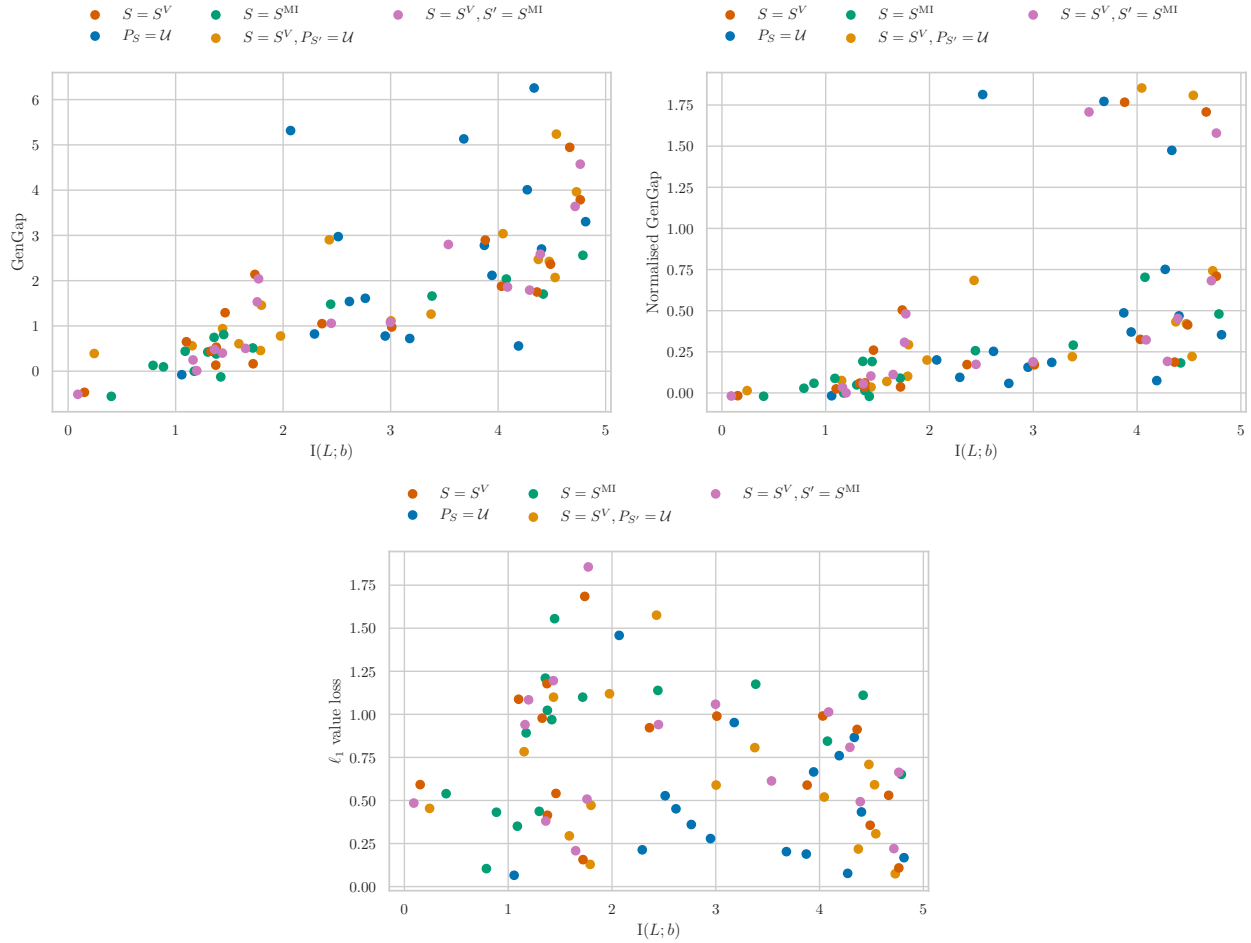 S = S^V
S = S^MI
S = S^V, S′ = S^MI
P_S = 𝒰
S = S^V, P_S′ = 𝒰
GenGap
6
5
4
3
2
1
0
0 1 2 3 4 5
I(L; b)
S = S^V
S = S^MI
S = S^V, S′ = S^MI
P_S = 𝒰
S = S^V, P_S′ = 𝒰
Normalised GenGap
1.75
1.50
1.25
1.00
0.75
0.50
0.25
0.00
0 1 2 3 4 5
I(L; b)
S = S^V
S = S^MI
S = S^V, S′ = S^MI
P_S = 𝒰
S = S^V, P_S′ = 𝒰
ℓ₁ value loss
1.75
1.50
1.25
1.00
0.75
0.50
0.25
0.00
0 1 2 3 4 5
I(L; b)